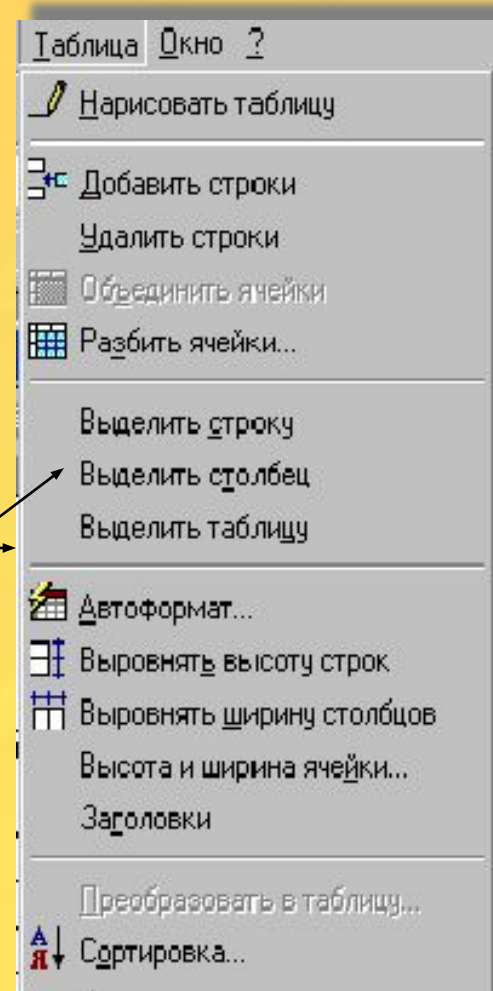 Таблица Окно ?
Нарисовать таблицу
Добавить строки
Удалить строки
Объединить ячейки
Разбить ячейки...
Выделить строку
Выделить столбец
Выделить таблицу
Автоформат...
Выровнять высоту строк
Выровнять ширину столбцов
Высота и ширина ячейки...
Заголовки
Преобразовать в таблицу...
Сортировка...